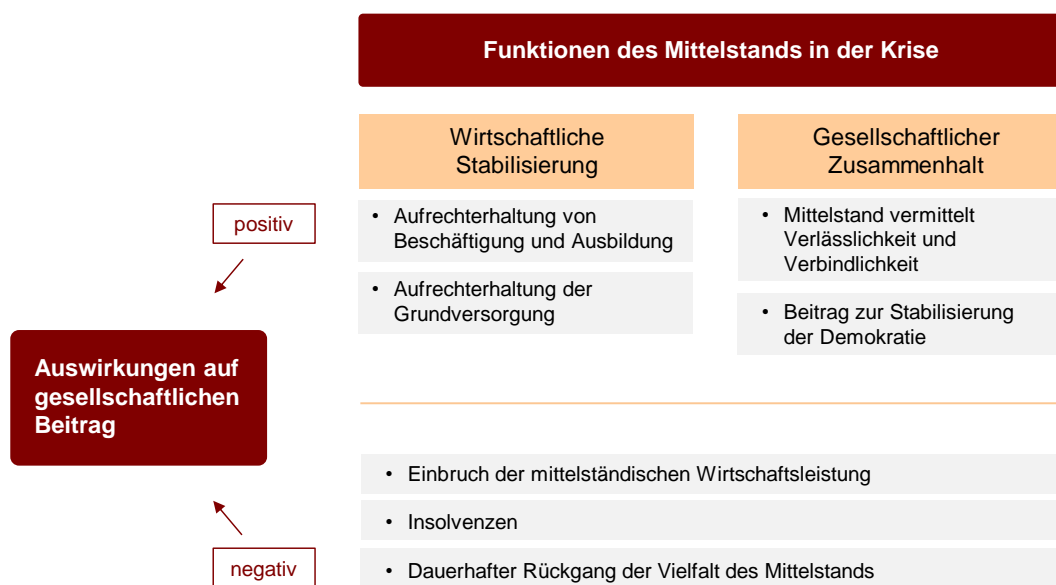 Funktionen des Mittelstands in der Krise
Wirtschaftliche
Stabilisierung
Gesellschaftlicher
Zusammenhalt
positiv
• Aufrechterhaltung von
Beschäftigung und Ausbildung
• Aufrechterhaltung der
Grundversorgung
• Mittelstand vermittelt
Verlässlichkeit und
Verbindlichkeit
• Beitrag zur Stabilisierung
der Demokratie
Auswirkungen auf
gesellschaftlichen
Beitrag
• Einbruch der mittelständischen Wirtschaftsleistung
• Insolvenzen
negativ
• Dauerhafter Rückgang der Vielfalt des Mittelstands